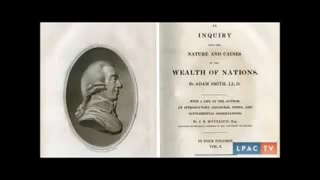 AN
INQUIRY
INTO THE
NATURE AND CAUSES
OF THE
WEALTH OF NATIONS.
By ADAM SMITH, LL.D.
WITH A LIFE OF THE AUTHOR,
AN INTRODUCTORY DISCOURSE, NOTES, AND
SUPPLEMENTAL DISSERTATIONS.
IN FOUR VOLUMES
VOL. I.
LPAC TV